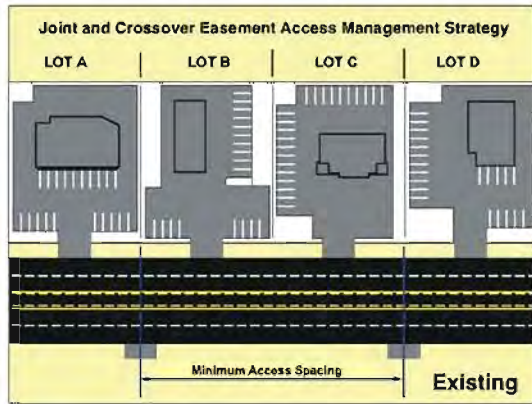 Joint and Crossover Easement Access Management Strategy
LOT A LOT B LOT C LOT D
Minimum Access Spacing
Existing